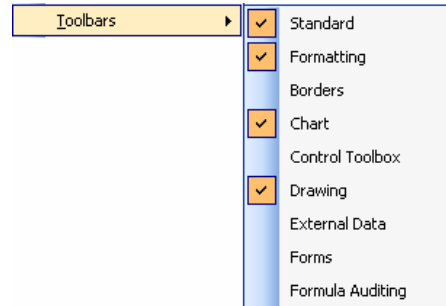 Toolbars
Standard
Formatting
Borders
Chart
Control Toolbox
Drawing
External Data
Forms
Formula Auditing